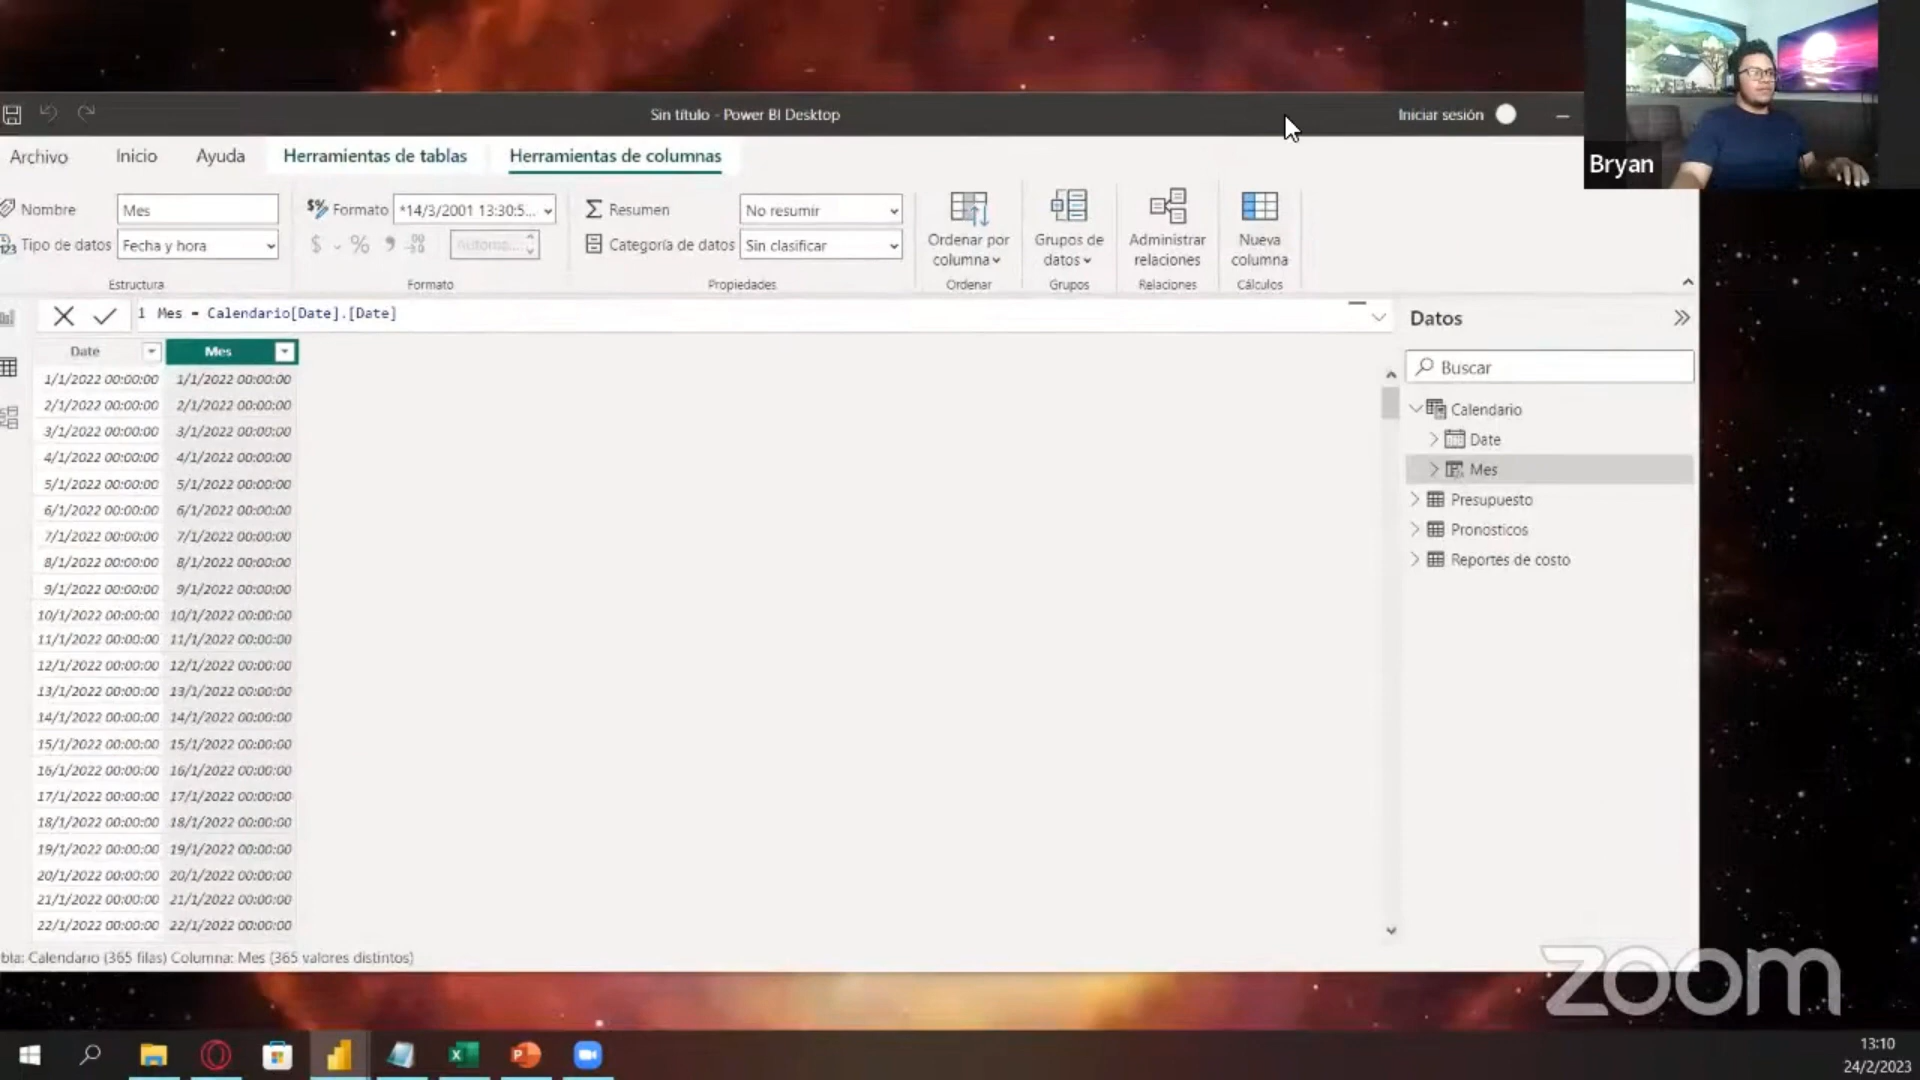 Bryan
Sin título - Power BI Desktop
Iniciar sesión
Archivo Inicio Ayuda Herramientas de tablas Herramientas de columnas
Nombre Mes
Tipo de datos Fecha y hora
Estructura
Formato *14/3/2001 13:30:5...
$ % 9
Formato
Resumen No resumir
Categoría de datos Sin clasificar
Propiedades
Ordenar por columna
Ordenar
Grupos de datos
Grupos
Administrar relaciones
Relaciones
Nueva columna
Cálculos
1 Mes = Calendario[Date].[Date]
Date Mes
1/1/2022 00:00:00 1/1/2022 00:00:00
2/1/2022 00:00:00 2/1/2022 00:00:00
3/1/2022 00:00:00 3/1/2022 00:00:00
4/1/2022 00:00:00 4/1/2022 00:00:00
5/1/2022 00:00:00 5/1/2022 00:00:00
6/1/2022 00:00:00 6/1/2022 00:00:00
7/1/2022 00:00:00 7/1/2022 00:00:00
8/1/2022 00:00:00 8/1/2022 00:00:00
9/1/2022 00:00:00 9/1/2022 00:00:00
10/1/2022 00:00:00 10/1/2022 00:00:00
11/1/2022 00:00:00 11/1/2022 00:00:00
12/1/2022 00:00:00 12/1/2022 00:00:00
13/1/2022 00:00:00 13/1/2022 00:00:00
14/1/2022 00:00:00 14/1/2022 00:00:00
15/1/2022 00:00:00 15/1/2022 00:00:00
16/1/2022 00:00:00 16/1/2022 00:00:00
17/1/2022 00:00:00 17/1/2022 00:00:00
18/1/2022 00:00:00 18/1/2022 00:00:00
19/1/2022 00:00:00 19/1/2022 00:00:00
20/1/2022 00:00:00 20/1/2022 00:00:00
21/1/2022 00:00:00 21/1/2022 00:00:00
22/1/2022 00:00:00 22/1/2022 00:00:00
bla: Calendario (365 filas) Columna: Mes (365 valores distintos)
Datos
Buscar
Calendario
Date
Mes
Presupuesto
Pronosticos
Reportes de costo
zoom
13:10
24/2/2023